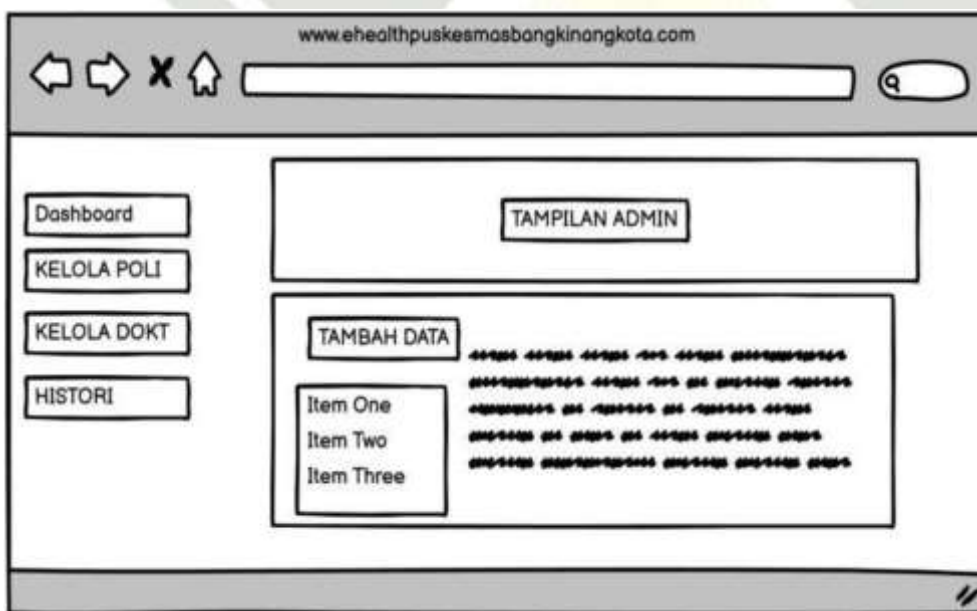 www.ehealthpuskesmasbangkinangkota.com
Dashboard
KELOLA POLI
KELOLA DOKT
HISTORI
TAMPILAN ADMIN
TAMBAH DATA
Item One
Item Two
Item Three